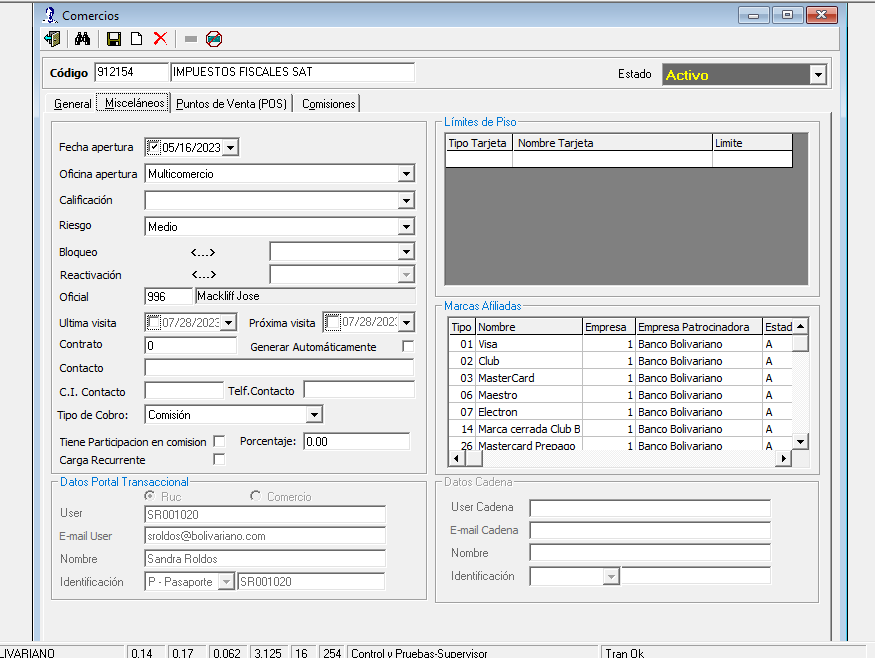 Comercios
Código 912154 IMPUESTOS FISCALES SAT Estado Activo
General Misceláneos Puntos de Venta (POS) Comisiones
Fecha apertura 05/16/2023
Oficina apertura Multicomercio
Calificación
Riesgo Medio
Bloqueo <...>
Reactivación <...>
Oficial 996 Mackliff Jose
Ultima visita 07/28/2023 Próxima visita 07/28/202
Contrato 0 Generar Automáticamente
Contacto
C.I. Contacto Telf.Contacto
Tipo de Cobro: Comisión
Tiene Participacion en comision Porcentaje: 0.00
Carga Recurrente
Límites de Piso
Tipo Tarjeta Nombre Tarjeta Limite
Marcas Afiliadas
Tipo Nombre Empresa Empresa Patrocinadora Estad
01 Visa 1 Banco Bolivariano A
02 Club 1 Banco Bolivariano A
03 MasterCard 1 Banco Bolivariano A
06 Maestro 1 Banco Bolivariano A
07 Electron 1 Banco Bolivariano A
14 Marca cerrada Club B 1 Banco Bolivariano A
26 Mastercard Prepago 1 Banco Bolivariano A
Datos Portal Transaccional
Ruc Comercio
User SR001020
E-mail User sroldos@bolivariano.com
Nombre Sandra Roldos
Identificación P - Pasaporte SR001020
Datos Cadena
User Cadena
E-mail Cadena
Nombre
Identificación
LIVARIANO 0.14 0.17 0.062 3.125 16 254 Control y Pruebas-Supervisor Tran Ok